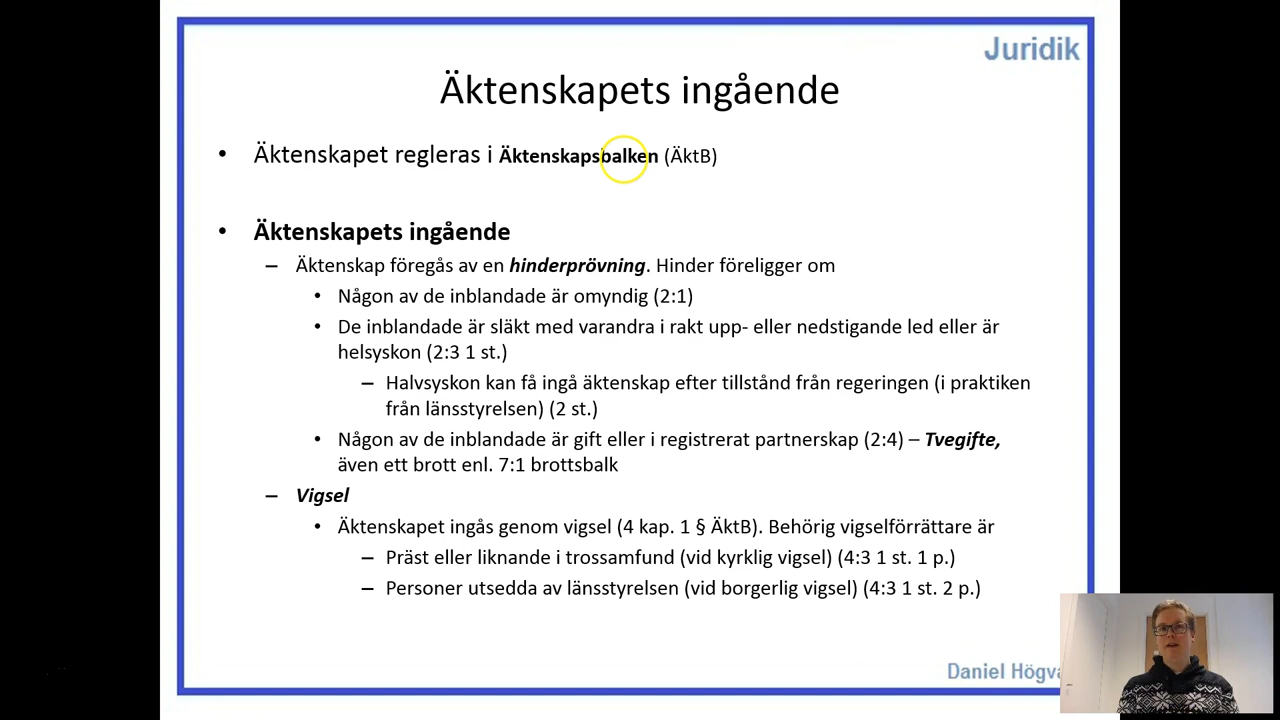 Juridik
Äktenskapets ingående
• Äktenskapet regleras i Äktenskapsbalken (ÄktB)
• Äktenskapets ingående
– Äktenskap föregås av en hinderprövning. Hinder föreligger om
• Någon av de inblandade är omyndig (2:1)
• De inblandade är släkt med varandra i rakt upp- eller nedstigande led eller är
helsyskon (2:3 1 st.)
– Halvsyskon kan få ingå äktenskap efter tillstånd från regeringen (i praktiken
från länsstyrelsen) (2 st.)
• Någon av de inblandade är gift eller i registrerat partnerskap (2:4) – Tvegifte,
även ett brott enl. 7:1 brottsbalk
– Vigsel
• Äktenskapet ingås genom vigsel (4 kap. 1 § ÄktB). Behörig vigselförrättare är
– Präst eller liknande i trossamfund (vid kyrklig vigsel) (4:3 1 st. 1 p.)
– Personer utsedda av länsstyrelsen (vid borgerlig vigsel) (4:3 1 st. 2 p.)
Daniel